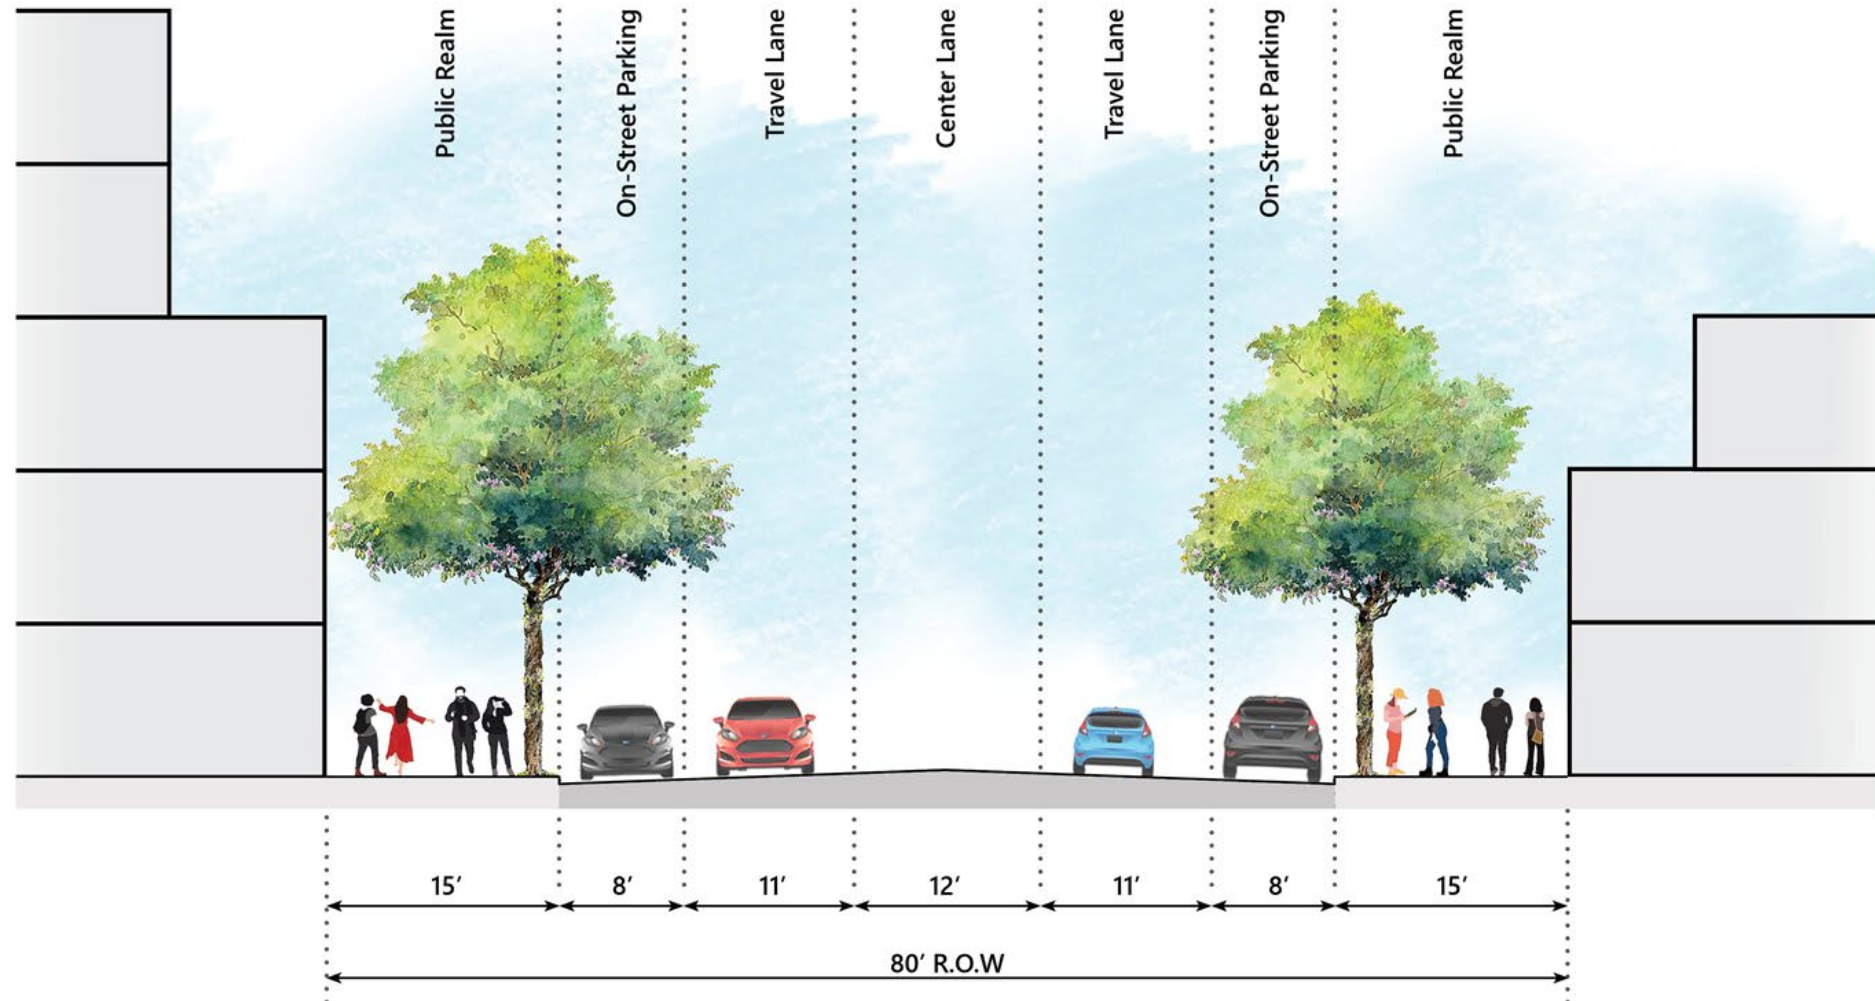 Public Realm
On-Street Parking
Travel Lane
Center Lane
Travel Lane
On-Street Parking
Public Realm
15′
8′
11′
12′
11′
8′
15′
80′ R.O.W